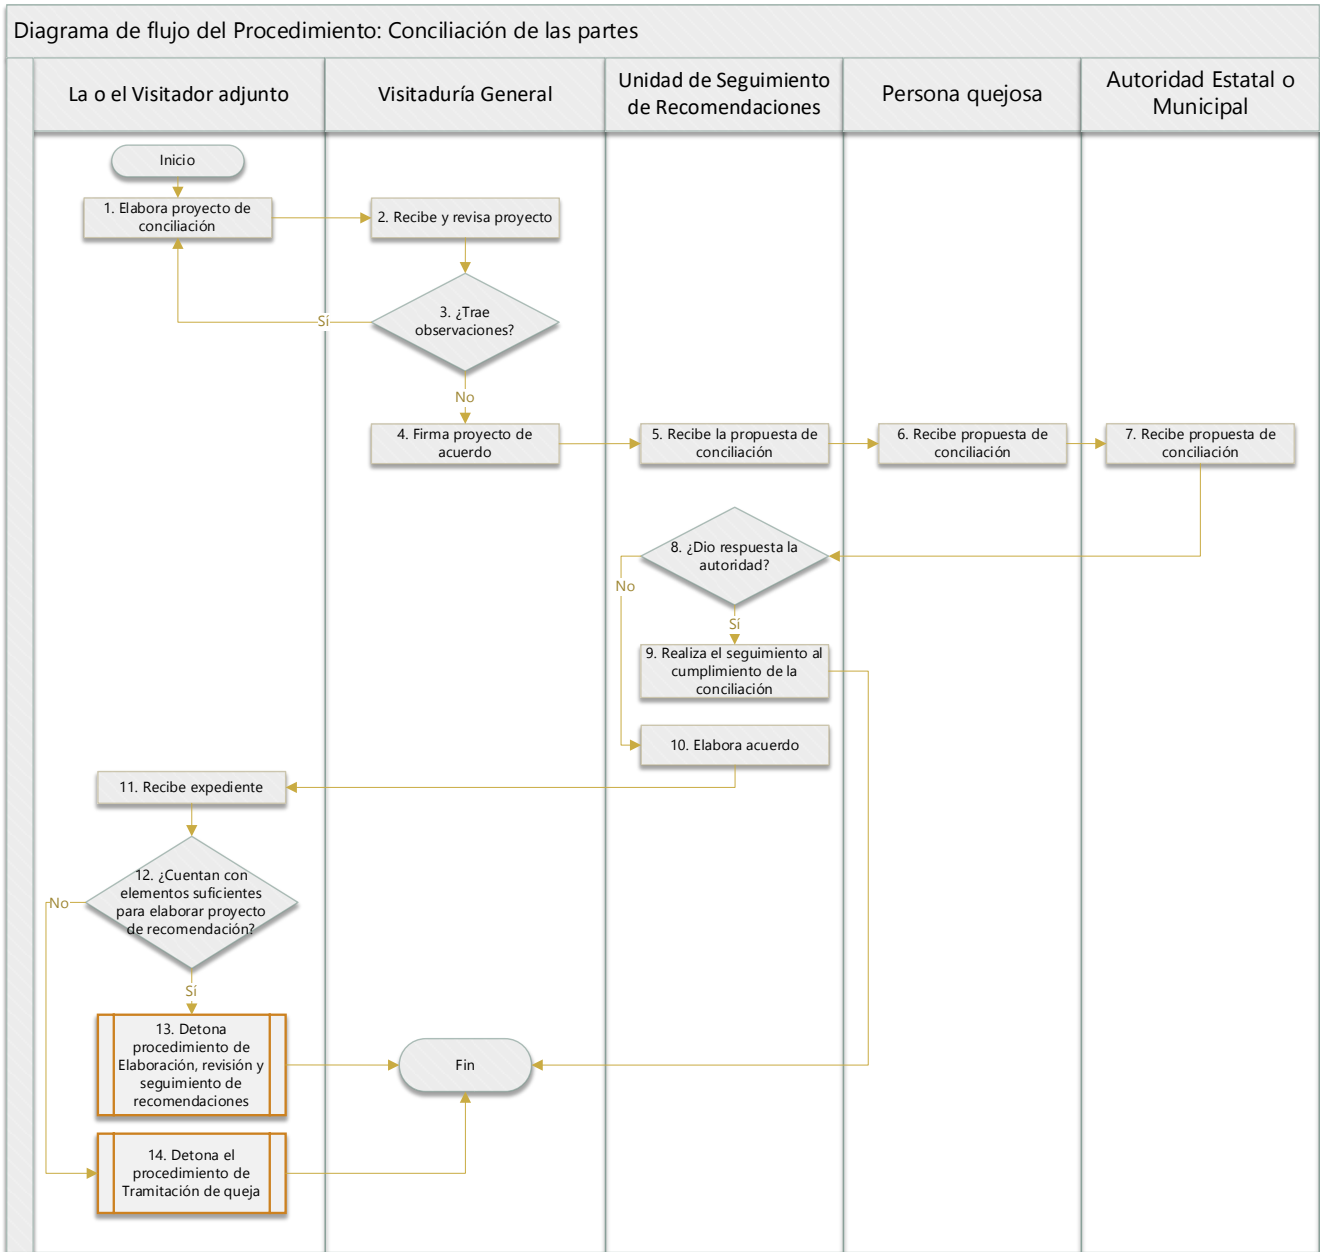 Diagrama de flujo del Procedimiento: Conciliación de las partes
La o el Visitador adjunto
Visitaduría General
Unidad de Seguimiento
de Recomendaciones
Persona quejosa
Autoridad Estatal o
Municipal
Inicio
1. Elabora proyecto de
conciliación
2. Recibe y revisa proyecto
3. ¿Trae
observaciones?
Sí
No
4. Firma proyecto de
acuerdo
5. Recibe la propuesta de
conciliación
6. Recibe propuesta de
conciliación
7. Recibe propuesta de
conciliación
8. ¿Dio respuesta la
autoridad?
No
Sí
9. Realiza el seguimiento al
cumplimiento de la
conciliación
10. Elabora acuerdo
11. Recibe expediente
12. ¿Cuentan con
elementos suficientes
para elaborar proyecto
de recomendación?
No
Sí
13. Detona
procedimiento de
Elaboración, revisión y
seguimiento de
recomendaciones
Fin
14. Detona el
procedimiento de
Tramitación de queja